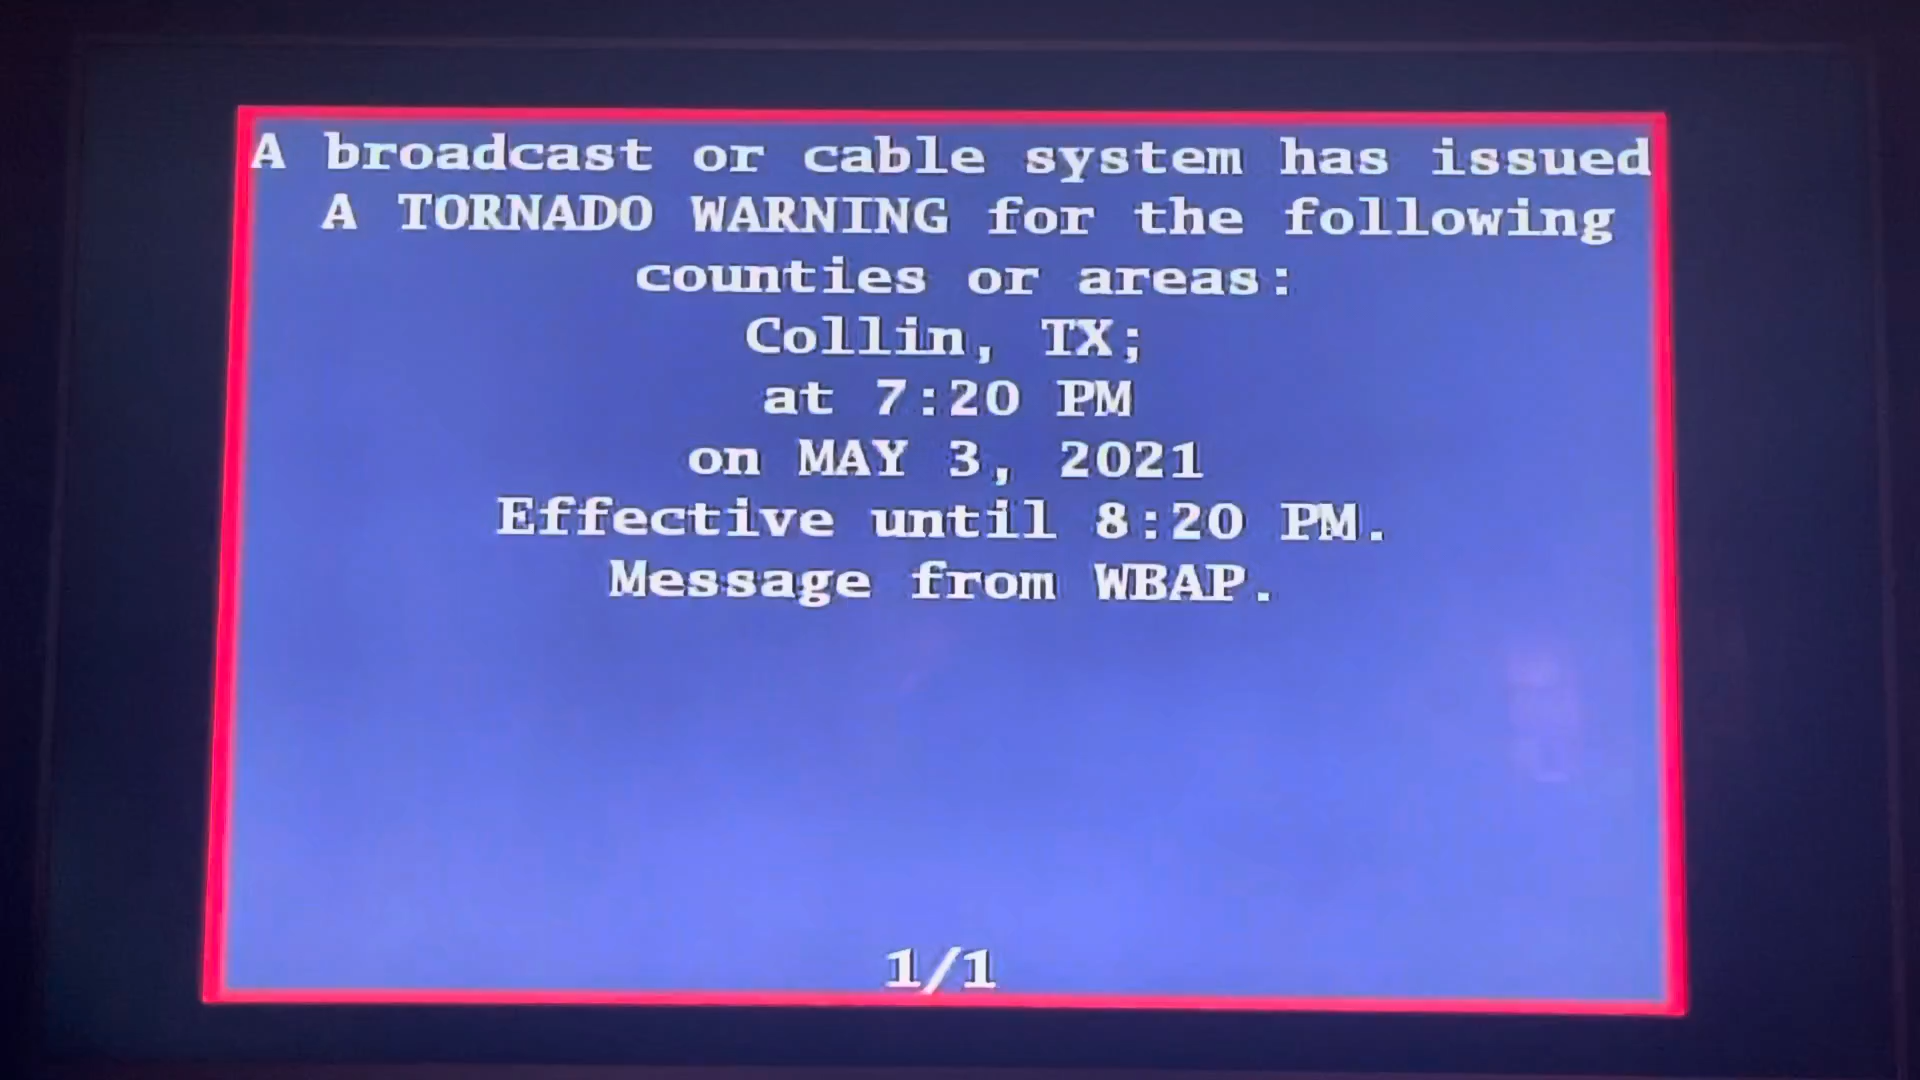 A broadcast or cable system has issued
A TORNADO WARNING for the following
counties or areas:
Collin, TX;
at 7:20 PM
on MAY 3, 2021
Effective until 8:20 PM.
Message from WBAP.
1/1